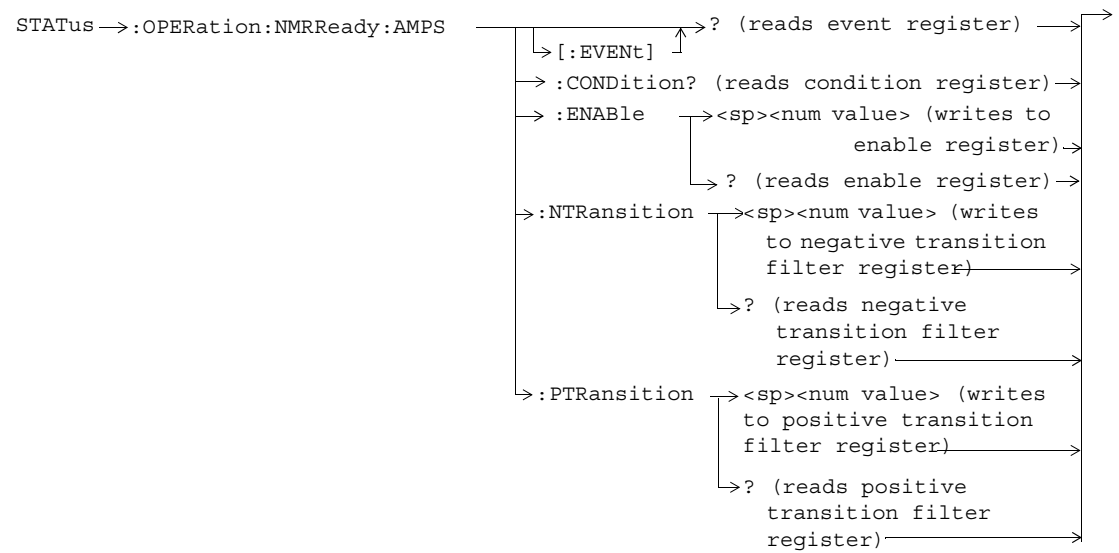 STATus :OPERation:NMRReady:AMPS ? (reads event register)
[:EVENt]
:CONDition? (reads condition register)
:ENABle <sp><num value> (writes to
enable register)
? (reads enable register)
:NTRansition <sp><num value> (writes
to negative transition
filter register)
? (reads negative
transition filter
register)
:PTRansition <sp><num value> (writes
to positive transition
filter register)
? (reads positive
transition filter
register)